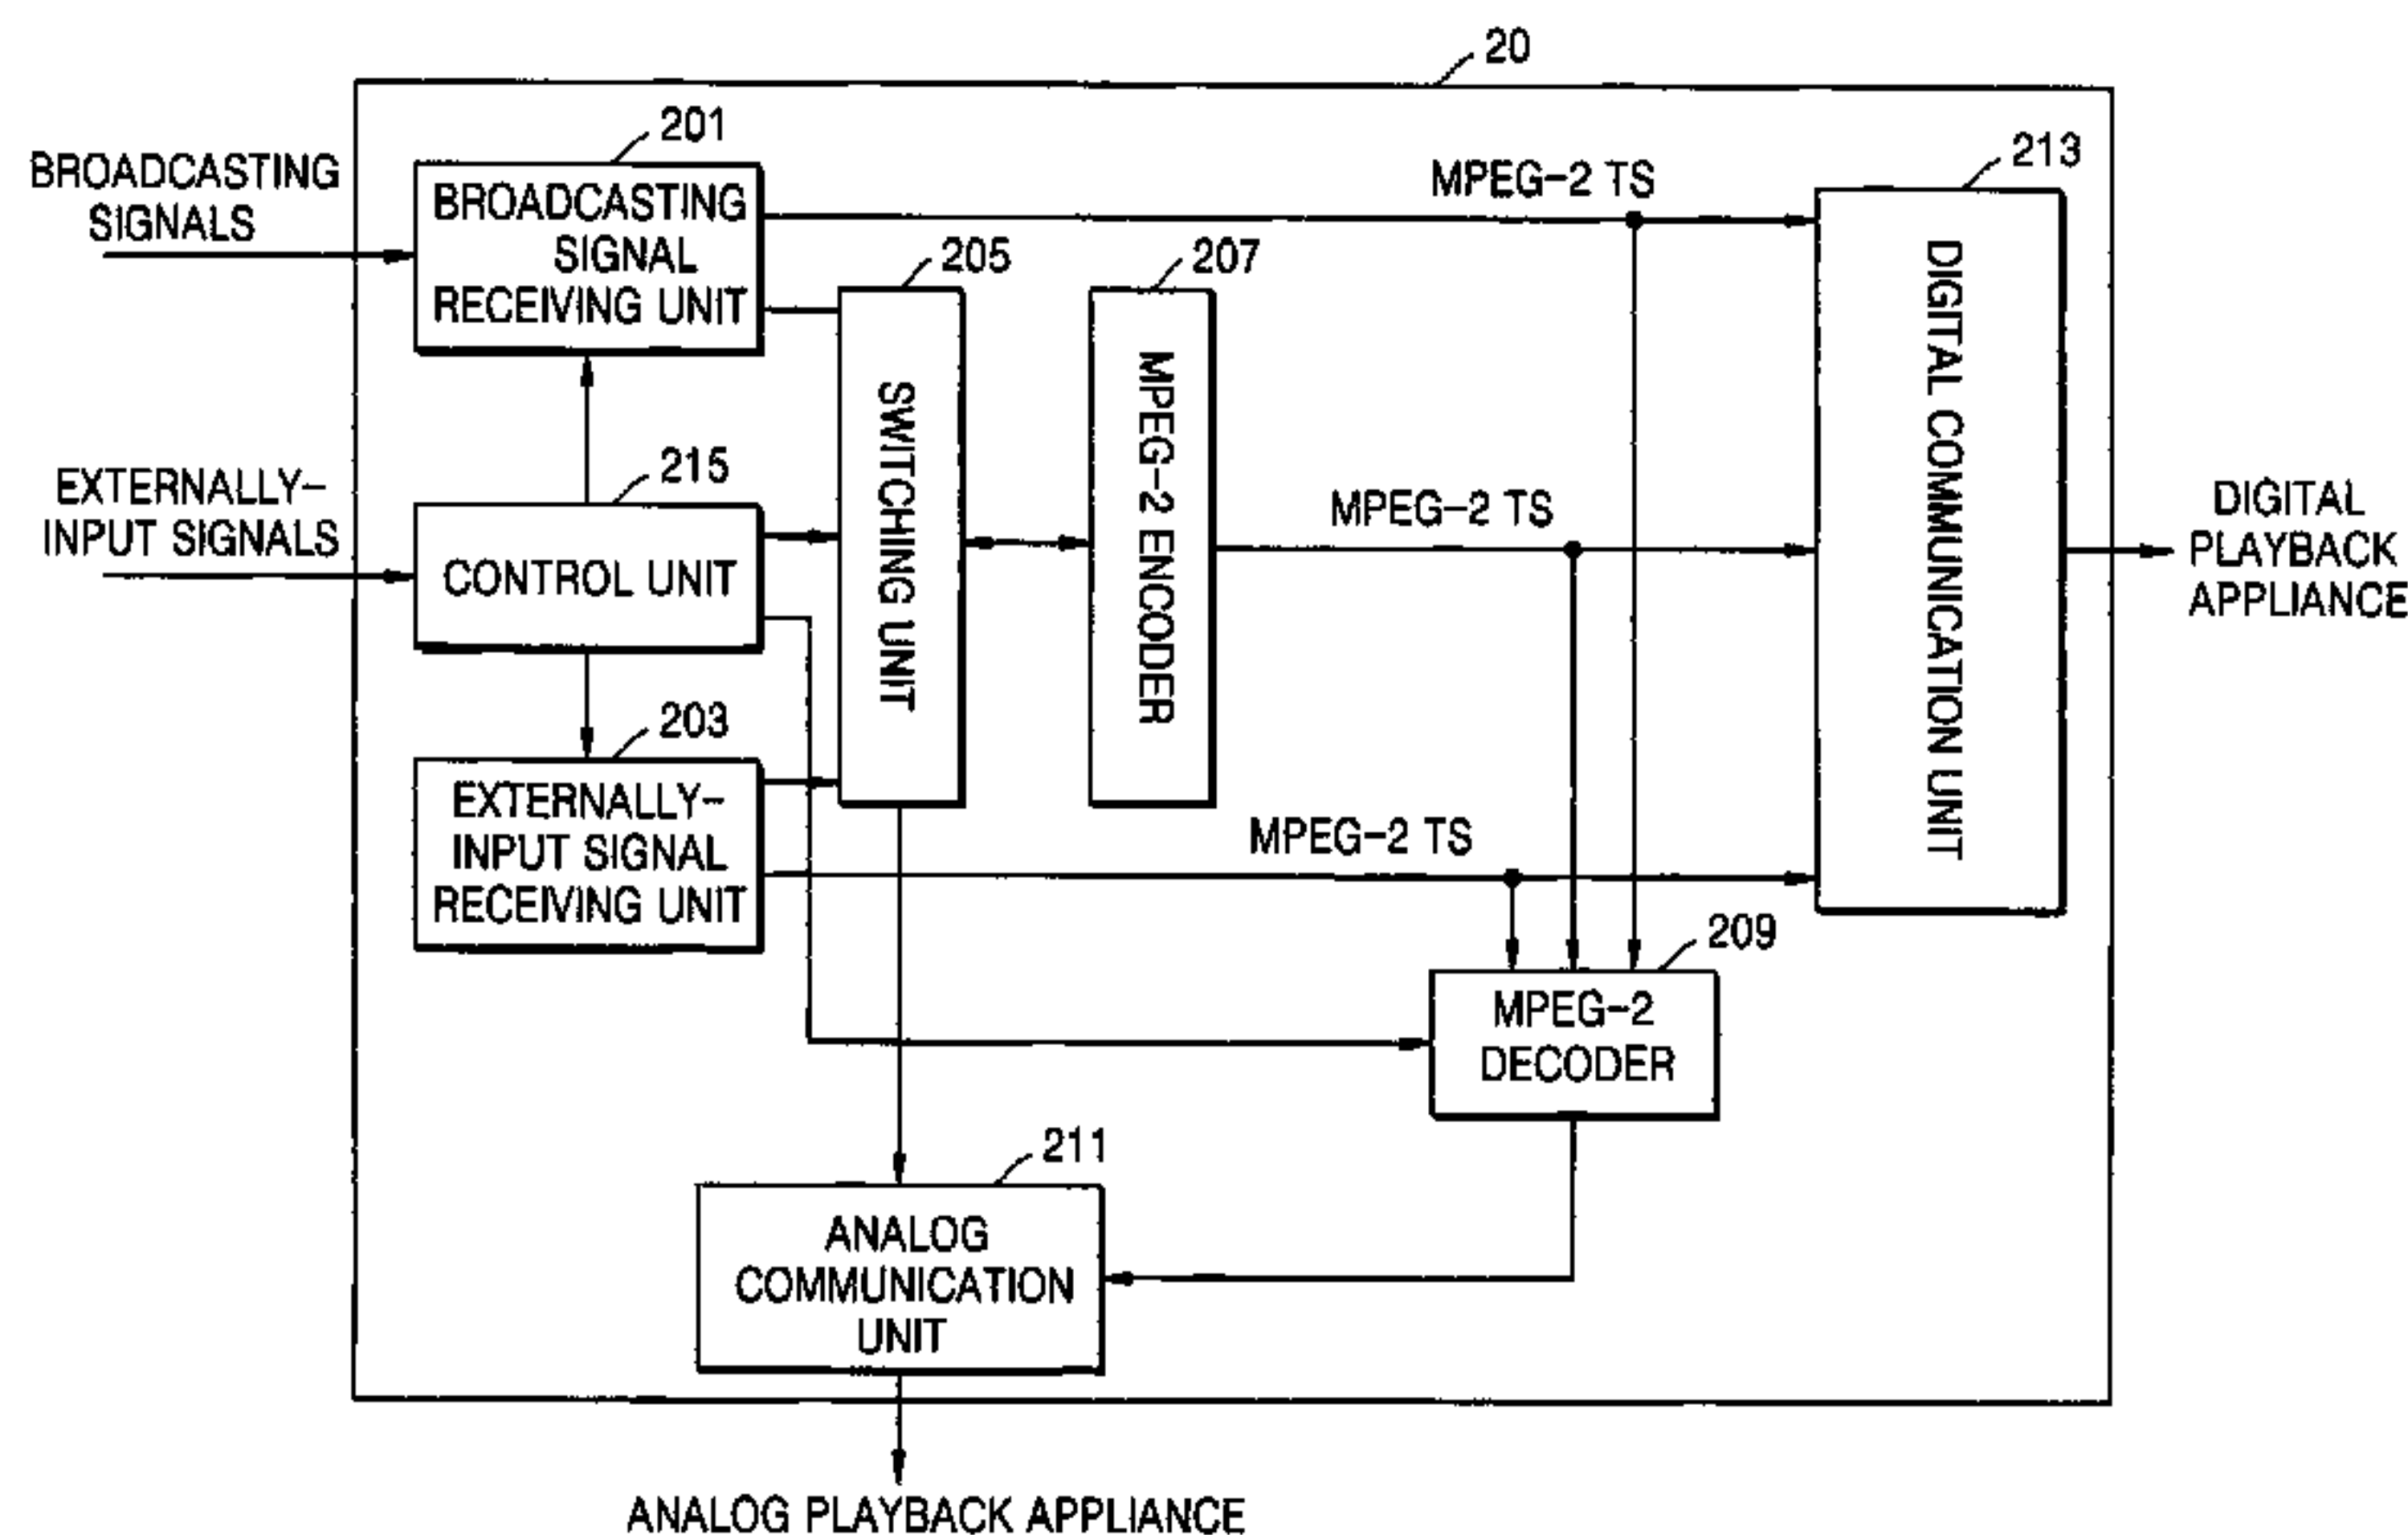 20
201
BROADCASTING
SIGNALS
BROADCASTING
SIGNAL
RECEIVING UNIT
MPEG-2 TS
213
205
207
DIGITAL COMMUNICATION UNIT
SWITCHING UNIT
MPEG-2 ENCODER
EXTERNALLY-
INPUT SIGNALS
215
CONTROL UNIT
MPEG-2 TS
DIGITAL
PLAYBACK
APPLIANCE
203
EXTERNALLY-
INPUT SIGNAL
RECEIVING UNIT
MPEG-2 TS
209
MPEG-2
DECODER
211
ANALOG
COMMUNICATION
UNIT
ANALOG PLAYBACK APPLIANCE